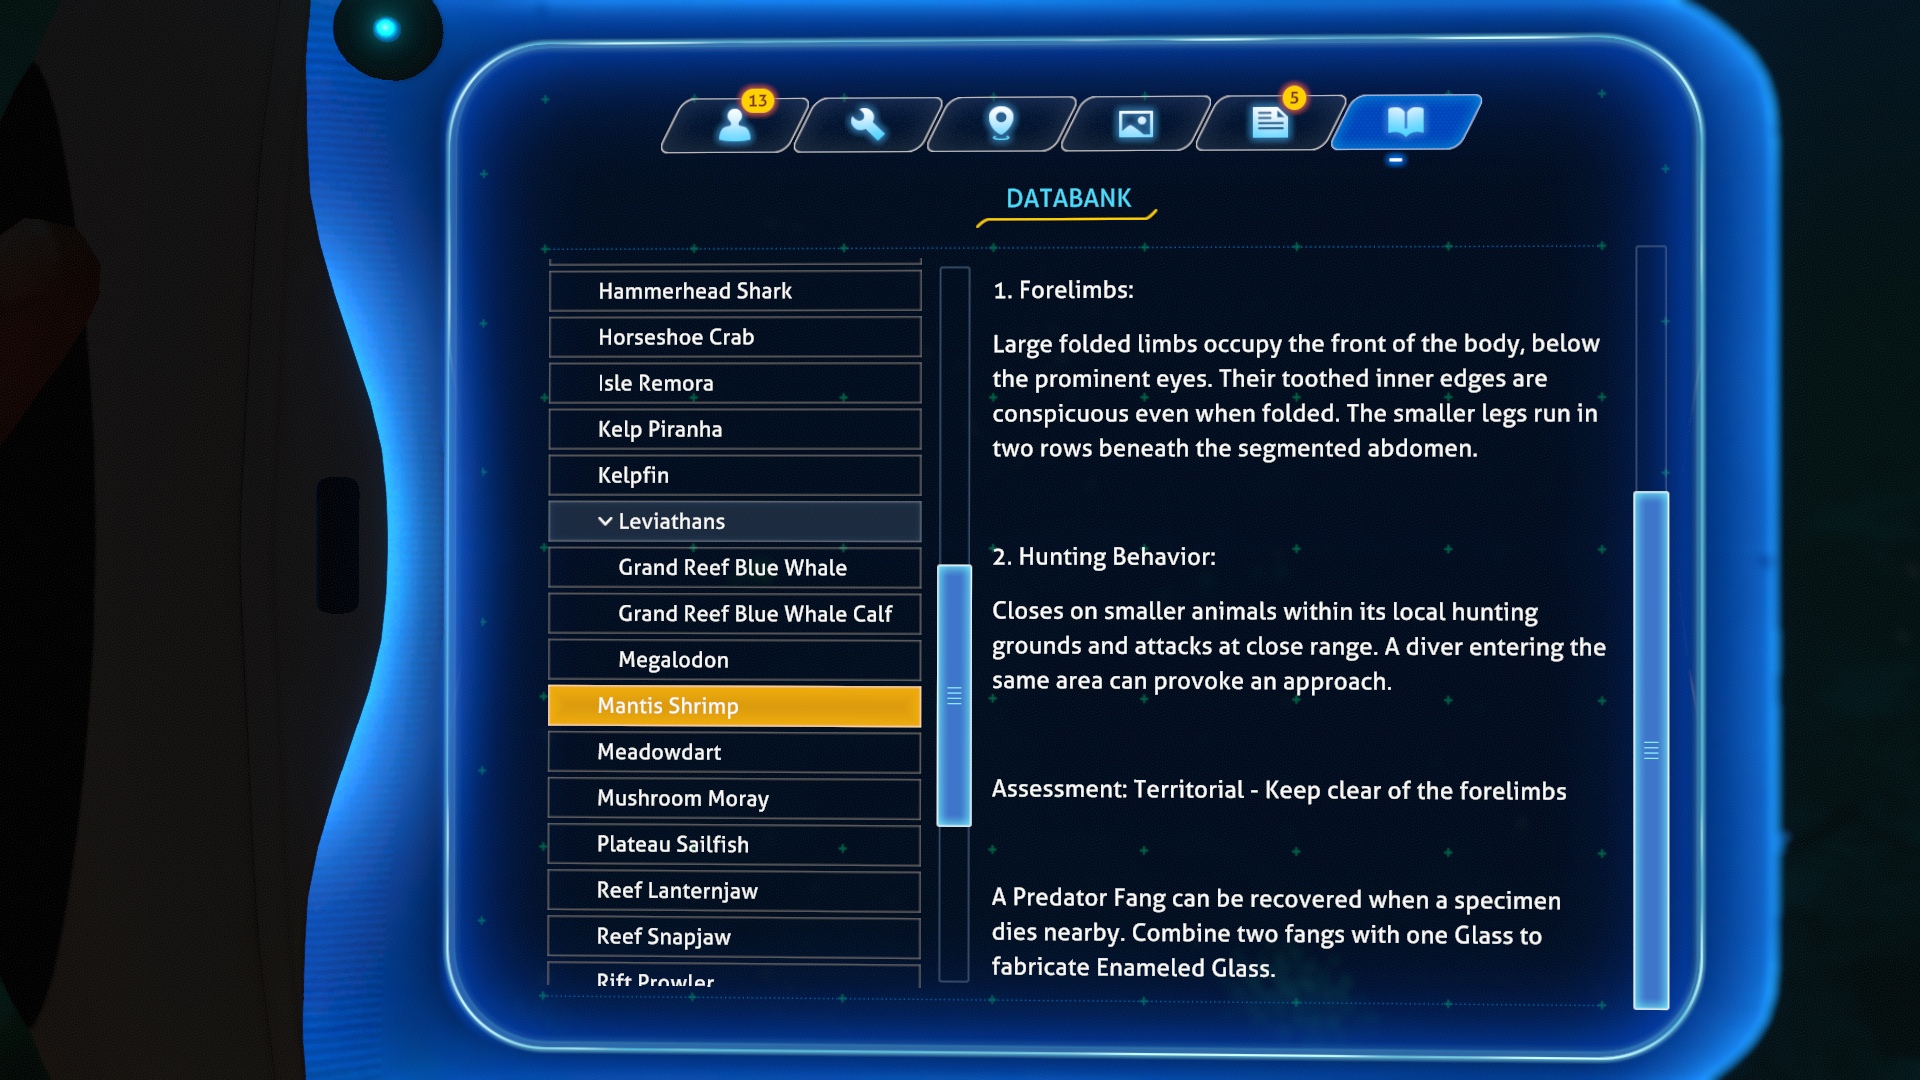 13
5
DATABANK
Hammerhead Shark
Horseshoe Crab
Isle Remora
Kelp Piranha
Kelpfin
Leviathans
Grand Reef Blue Whale
Grand Reef Blue Whale Calf
Megalodon
Mantis Shrimp
Meadowdart
Mushroom Moray
Plateau Sailfish
Reef Lanternjaw
Reef Snapjaw
Rift Prowler
1. Forelimbs:
Large folded limbs occupy the front of the body, below
the prominent eyes. Their toothed inner edges are
conspicuous even when folded. The smaller legs run in
two rows beneath the segmented abdomen.
2. Hunting Behavior:
Closes on smaller animals within its local hunting
grounds and attacks at close range. A diver entering the
same area can provoke an approach.
Assessment: Territorial - Keep clear of the forelimbs
A Predator Fang can be recovered when a specimen
dies nearby. Combine two fangs with one Glass to
fabricate Enameled Glass.